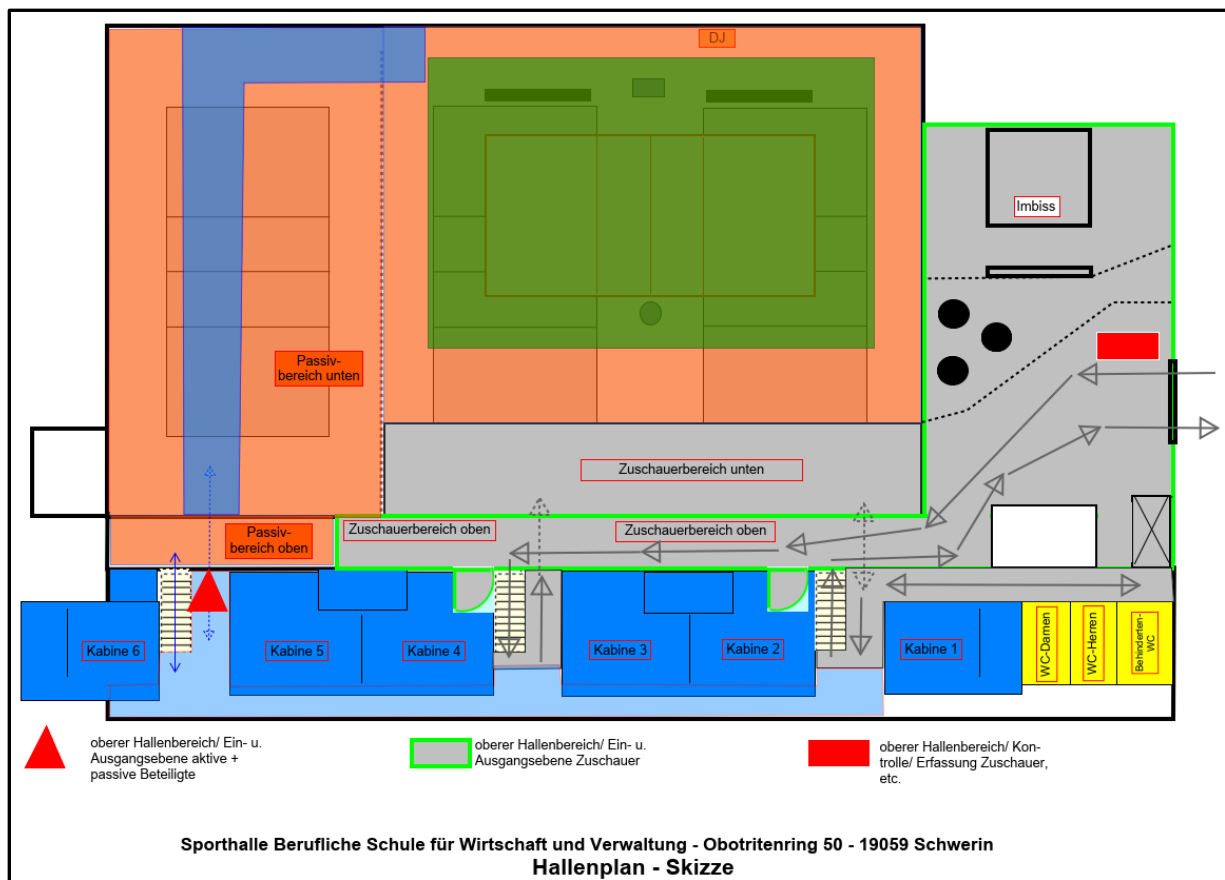 DJ
Imbiss
Passiv-
bereich unten
Zuschauerbereich unten
Passiv-
bereich oben
Zuschauerbereich oben
Zuschauerbereich oben
Kabine 6
Kabine 5
Kabine 4
Kabine 3
Kabine 2
Kabine 1
WC-Damen
WC-Herren
Behinderten-
WC
oberer Hallenbereich/ Ein- u.
Ausgangsebene aktive +
passive Beteiligte
oberer Hallenbereich/ Ein- u.
Ausgangsebene Zuschauer
oberer Hallenbereich/ Kon-
trolle/ Erfassung Zuschauer,
etc.
Sporthalle Berufliche Schule für Wirtschaft und Verwaltung - Obotritenring 50 - 19059 Schwerin
Hallenplan - Skizze